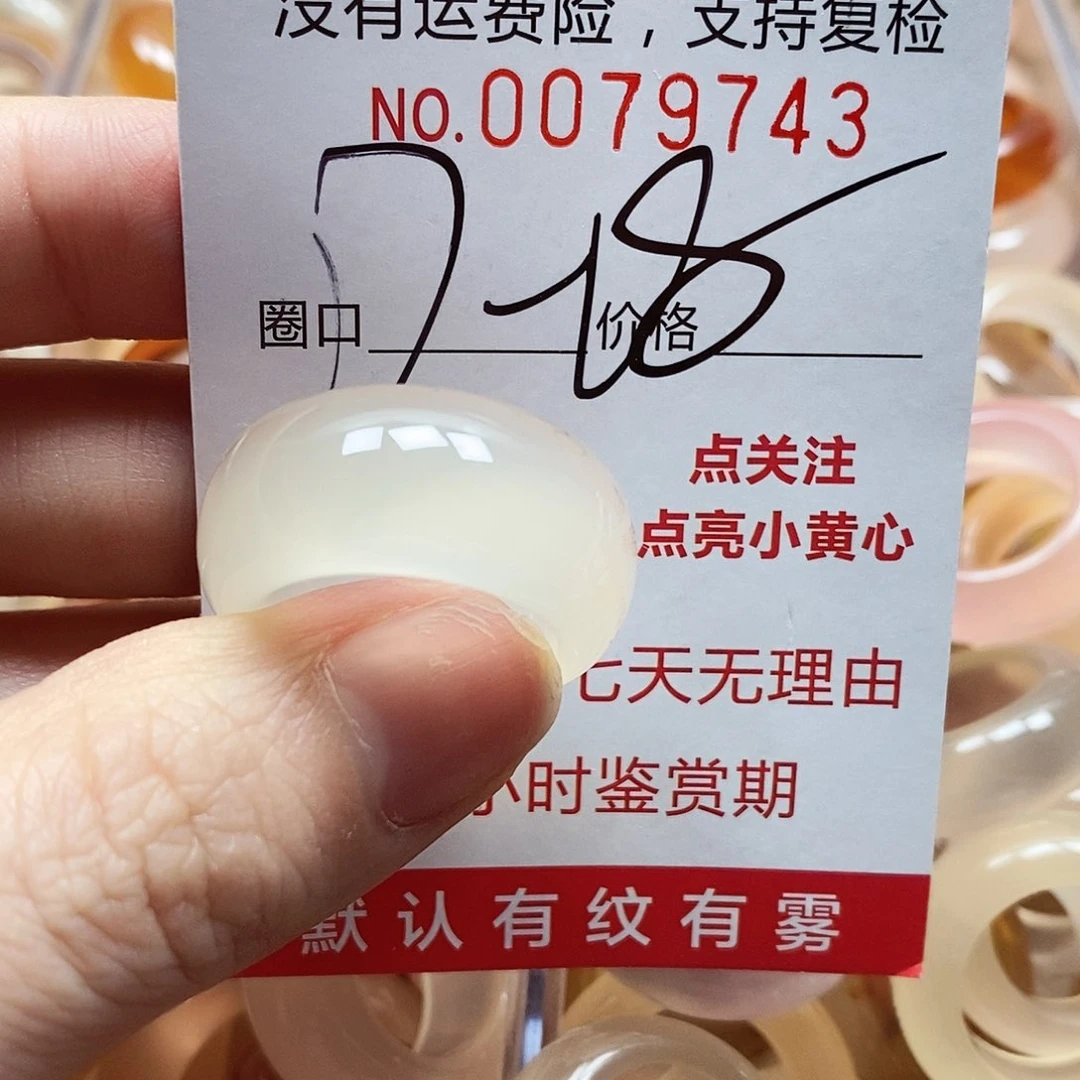 没有运费险，支持复检
NO.0079743
7-18
圈口 价格
点关注
点亮小黄心
七天无理由
小时鉴赏期
默认有纹有雾